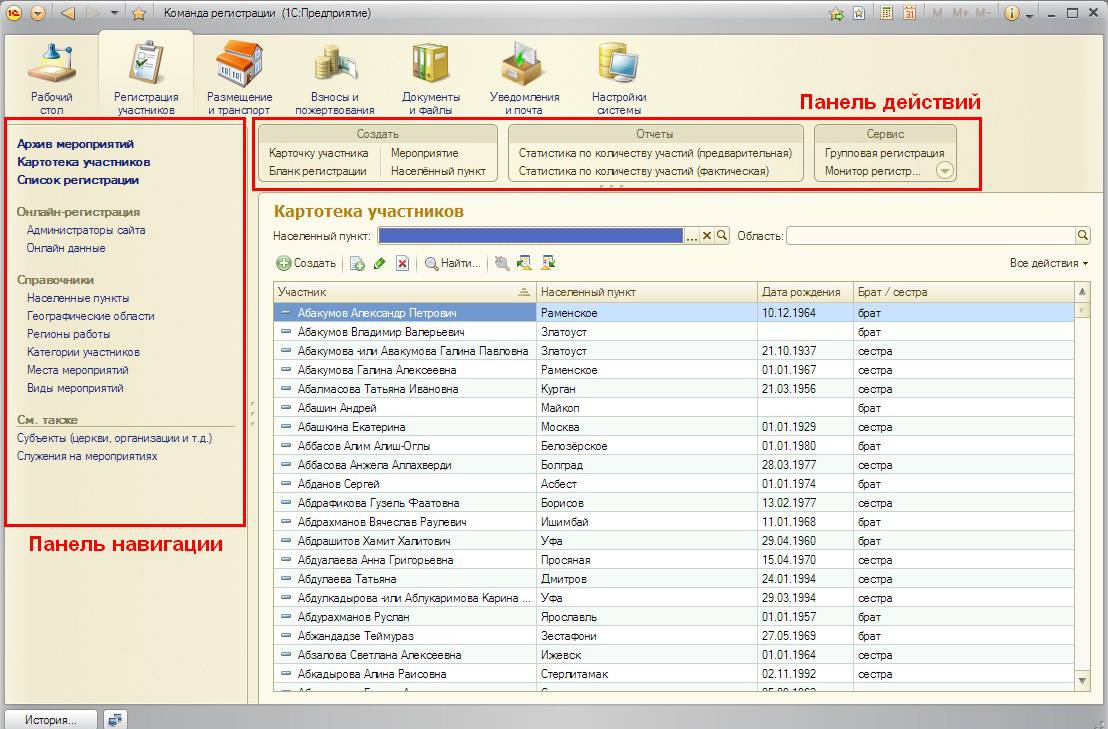 Команда регистрации (1С:Предприятие)
M M+ M-
31
Рабочий стол
Регистрация участников
Размещение и транспорт
Взносы и пожертвования
Документы и файлы
Уведомления и почта
Настройки системы
Панель действий
Создать
Карточку участника Мероприятие
Бланк регистрации Населённый пункт
Отчеты
Статистика по количеству участий (предварительная)
Статистика по количеству участий (фактическая)
Сервис
Групповая регистрация
Монитор регистр...
Архив мероприятий
Картотека участников
Список регистрации
Онлайн-регистрация
Администраторы сайта
Онлайн данные
Справочники
Населенные пункты
Географические области
Регионы работы
Категории участников
Места мероприятий
Виды мероприятий
См. также
Субъекты (церкви, организации и т.д.)
Служения на мероприятиях
Панель навигации
Картотека участников
Населенный пункт: ... Область:
Создать Найти... Все действия
Участник Населенный пункт Дата рождения Брат / сестра
Абакумов Александр Петрович Раменское 10.12.1964 брат
Абакумов Владимир Валерьевич Златоуст брат
Абакумова -или Авакумова Галина Павловна Златоуст 21.10.1937 сестра
Абакумова Галина Алексеевна Раменское 01.01.1967 сестра
Абалмасова Татьяна Ивановна Курган 21.03.1956 сестра
Абашин Андрей Майкоп брат
Абашкина Екатерина Москва 01.01.1929 сестра
Аббасов Алим Алиш-Оглы Белозёрское 01.01.1980 брат
Аббасова Анжела Аллахверди Болград 28.03.1977 сестра
Абданов Сергей Асбест 01.01.1974 брат
Абдрафикова Гузель Фаатовна Борисов 13.02.1977 сестра
Абдрахманов Вячеслав Раулевич Ишимбай 11.01.1968 брат
Абдрашитов Хамит Халитович Уфа 29.04.1960 брат
Абдуалаева Анна Григорьевна Просяная 15.04.1970 сестра
Абдулаева Татьяна Дмитров 24.01.1994 сестра
Абдулкадырова -или Аблукаримова Карина ... Уфа 29.03.1994 сестра
Абдурахманов Руслан Ярославль 01.01.1957 брат
Абжандадзе Теймураз Зестафони 27.05.1969 брат
Абзалова Светлана Алексеевна Ижевск 01.01.1964 сестра
Абкадырова Алина Раисовна Стерлитамак 02.11.1992 сестра
История...